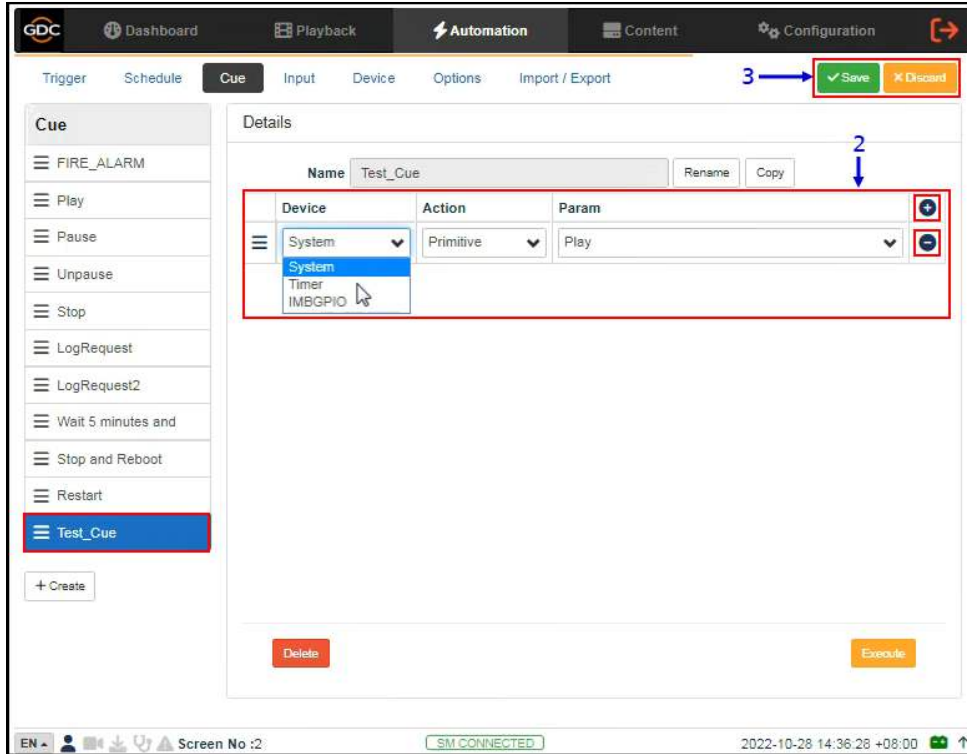 GDC Dashboard Playback Automation Content Configuration
Trigger Schedule Cue Input Device Options Import / Export 3 Save Discard
Cue
FIRE_ALARM
Play
Pause
Unpause
Stop
LogRequest
LogRequest2
Wait 5 minutes and
Stop and Reboot
Restart
Test_Cue
+ Create
Details
2
Name Test_Cue Rename Copy
Device Action Param
System Primitive Play
System
Timer
IMBGPIO
Delete Execute
EN Screen No :2 SM CONNECTED 2022-10-28 14:36:28 +08:00